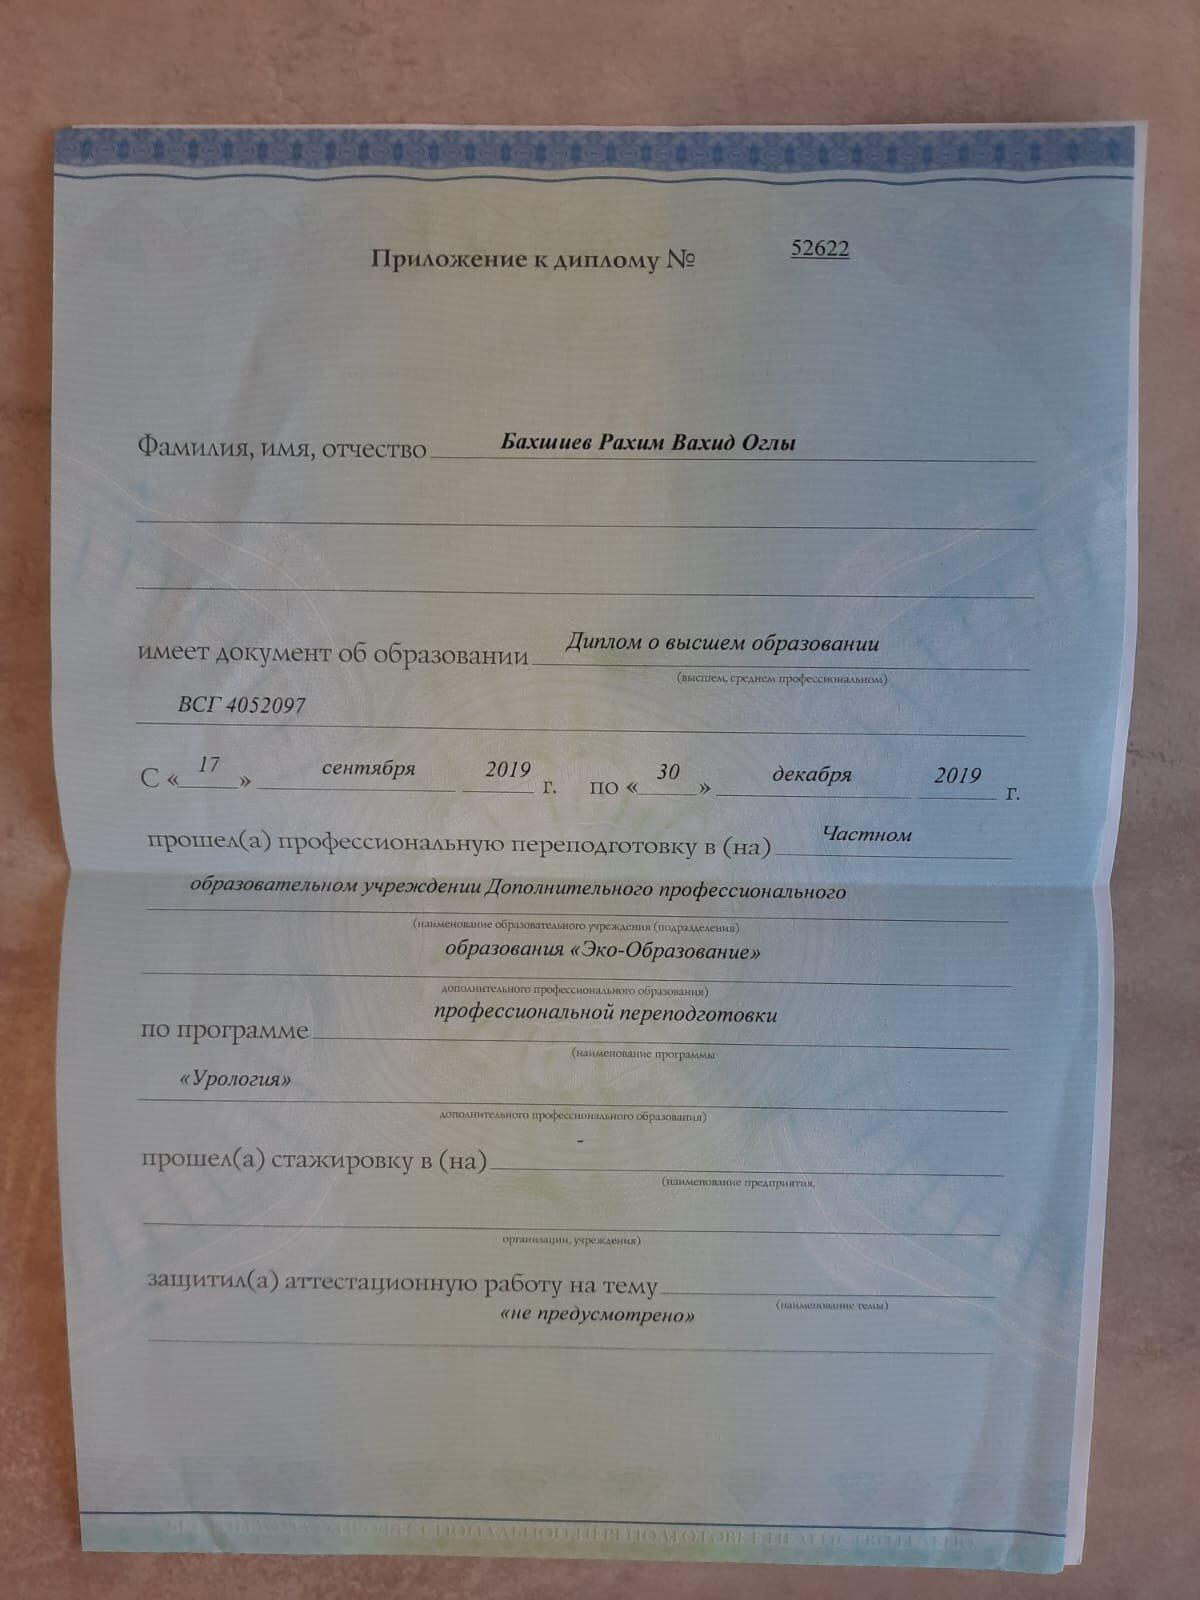 Приложение к диплому № 52622
Фамилия, имя, отчество Бахшиев Рахим Вахид Оглы
имеет документ об образовании Диплом о высшем образовании
(высшем, среднем профессиональном)
ВСГ 4052097
С « 17 » сентября 2019 г. по « 30 » декабря 2019 г.
прошел(а) профессиональную переподготовку в (на) Частном
образовательном учреждении Дополнительного профессионального
(наименование образовательного учреждения (подразделения)
образования «Эко-Образование»
дополнительного профессионального образования)
по программе профессиональной переподготовки
(наименование программы
«Урология»
дополнительного профессионального образования)
прошел(а) стажировку в (на) -
(наименование предприятия,
организации, учреждения)
защитил(а) аттестационную работу на тему
(наименование темы)
«не предусмотрено»